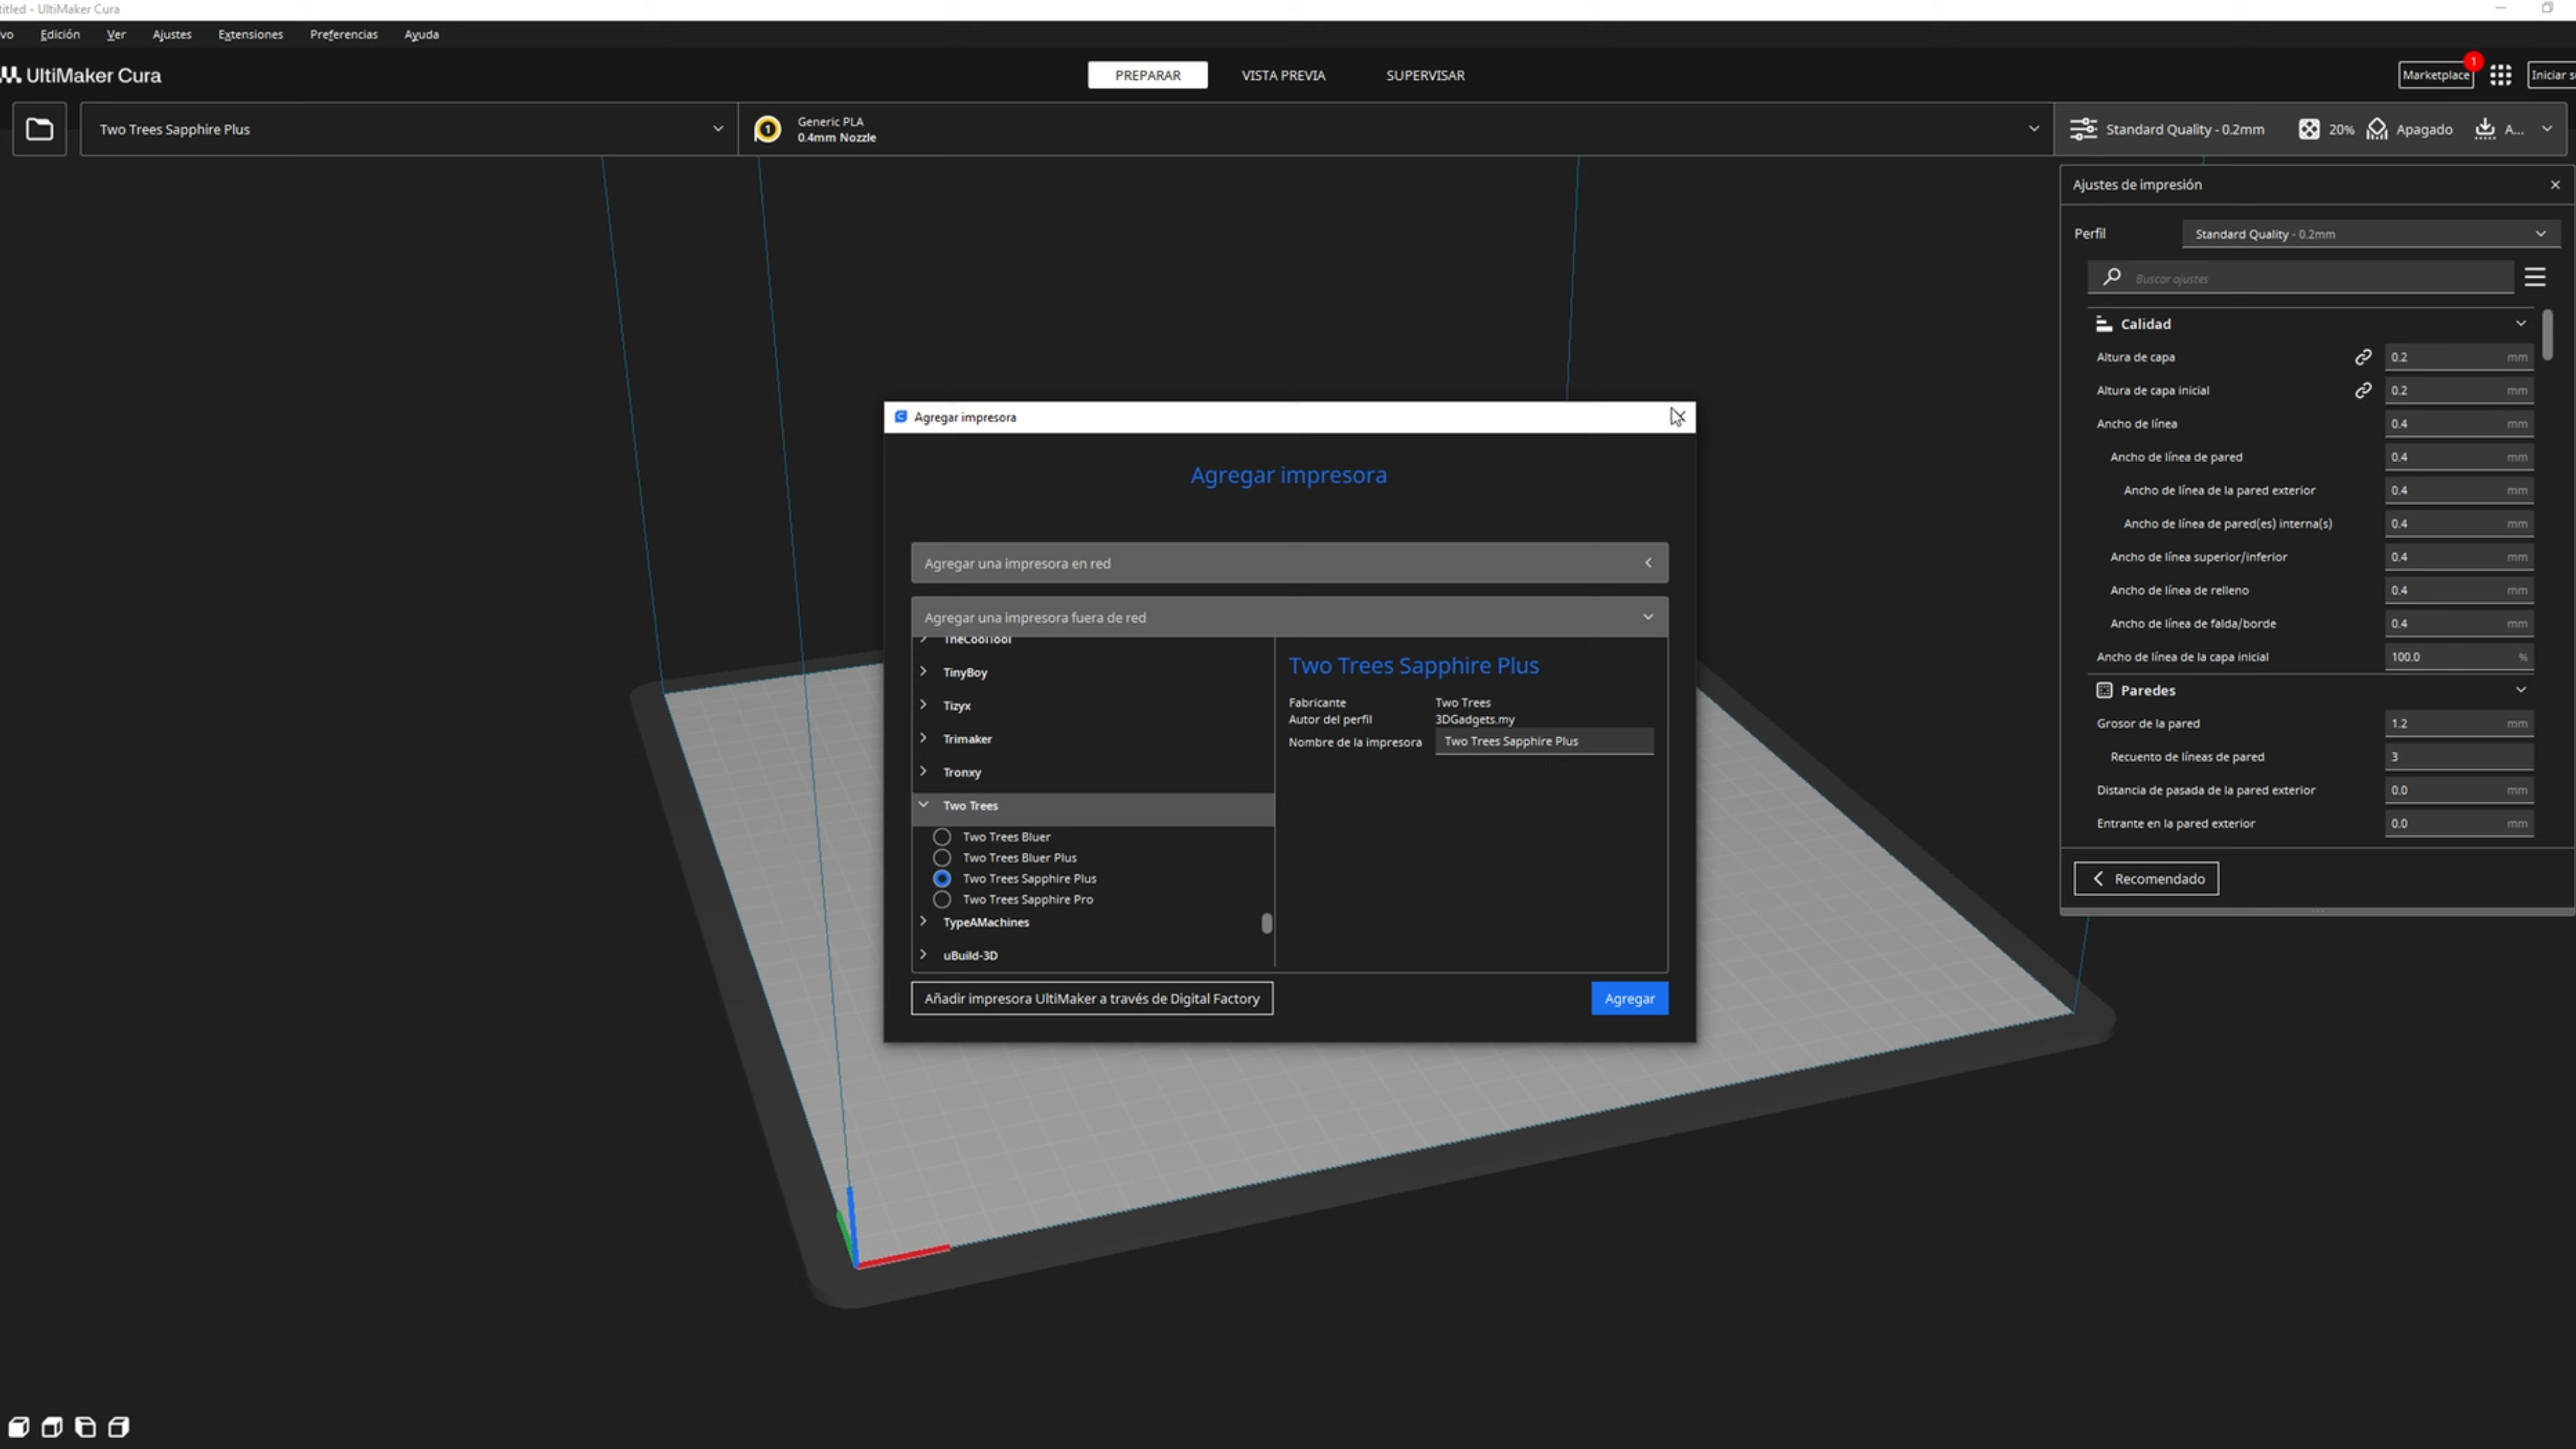 titled - UltiMaker Cura
vo Edición Ver Ajustes Extensiones Preferencias Ayuda
UltiMaker Cura
PREPARAR VISTA PREVIA SUPERVISAR
Marketplace 1 Iniciar s
Two Trees Sapphire Plus
1 Generic PLA
0.4mm Nozzle
Standard Quality - 0.2mm 20% Apagado A...
Agregar impresora
Agregar impresora
Agregar una impresora en red
Agregar una impresora fuera de red
TheCoolTool
TinyBoy
Tizyx
Trimaker
Tronxy
Two Trees
Two Trees Bluer
Two Trees Bluer Plus
Two Trees Sapphire Plus
Two Trees Sapphire Pro
TypeAMachines
uBuild-3D
Two Trees Sapphire Plus
Fabricante Two Trees
Autor del perfil 3DGadgets.my
Nombre de la impresora Two Trees Sapphire Plus
Añadir impresora UltiMaker a través de Digital Factory
Agregar
Ajustes de impresión
Perfil Standard Quality - 0.2mm
Buscar ajustes
Calidad
Altura de capa 0.2 mm
Altura de capa inicial 0.2 mm
Ancho de línea 0.4 mm
Ancho de línea de pared 0.4 mm
Ancho de línea de la pared exterior 0.4 mm
Ancho de línea de pared(es) interna(s) 0.4 mm
Ancho de línea superior/inferior 0.4 mm
Ancho de línea de relleno 0.4 mm
Ancho de línea de falda/borde 0.4 mm
Ancho de línea de la capa inicial 100.0 %
Paredes
Grosor de la pared 1.2 mm
Recuento de líneas de pared 3
Distancia de pasada de la pared exterior 0.0 mm
Entrante en la pared exterior 0.0 mm
Recomendado